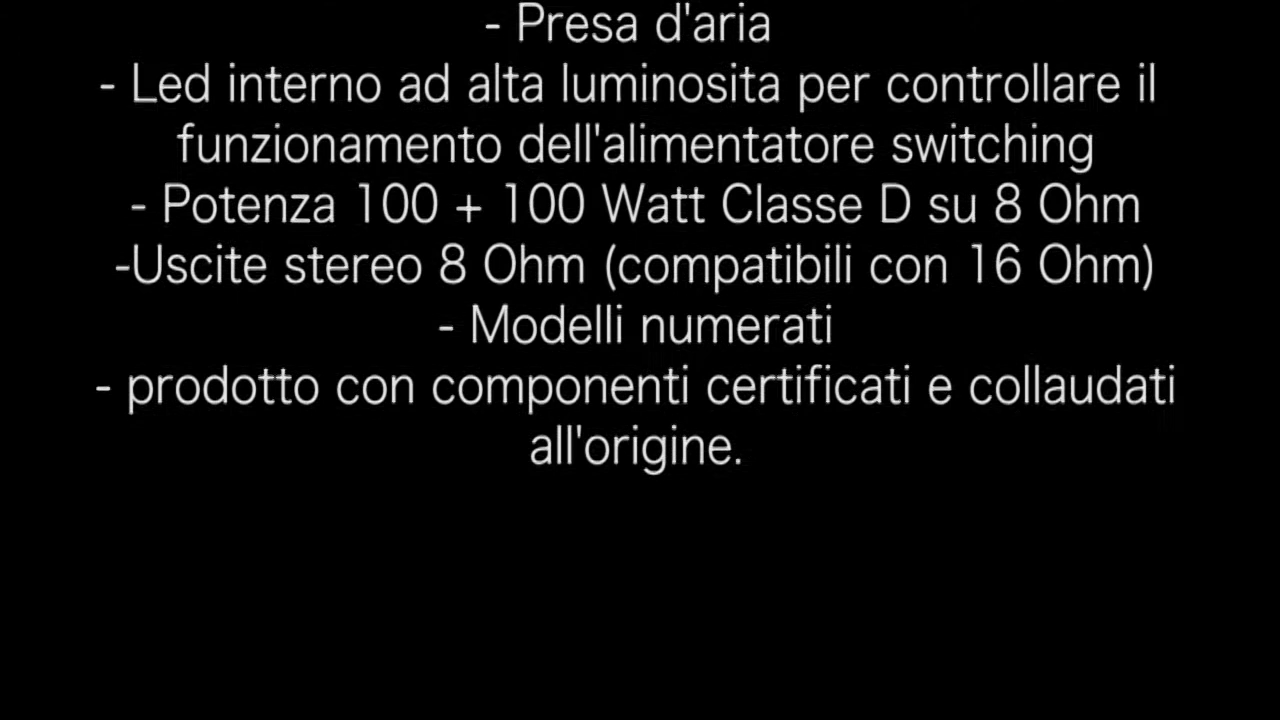 - Presa d'aria
- Led interno ad alta luminosita per controllare il
funzionamento dell'alimentatore switching
- Potenza 100 + 100 Watt Classe D su 8 Ohm
-Uscite stereo 8 Ohm (compatibili con 16 Ohm)
- Modelli numerati
- prodotto con componenti certificati e collaudati
all'origine.